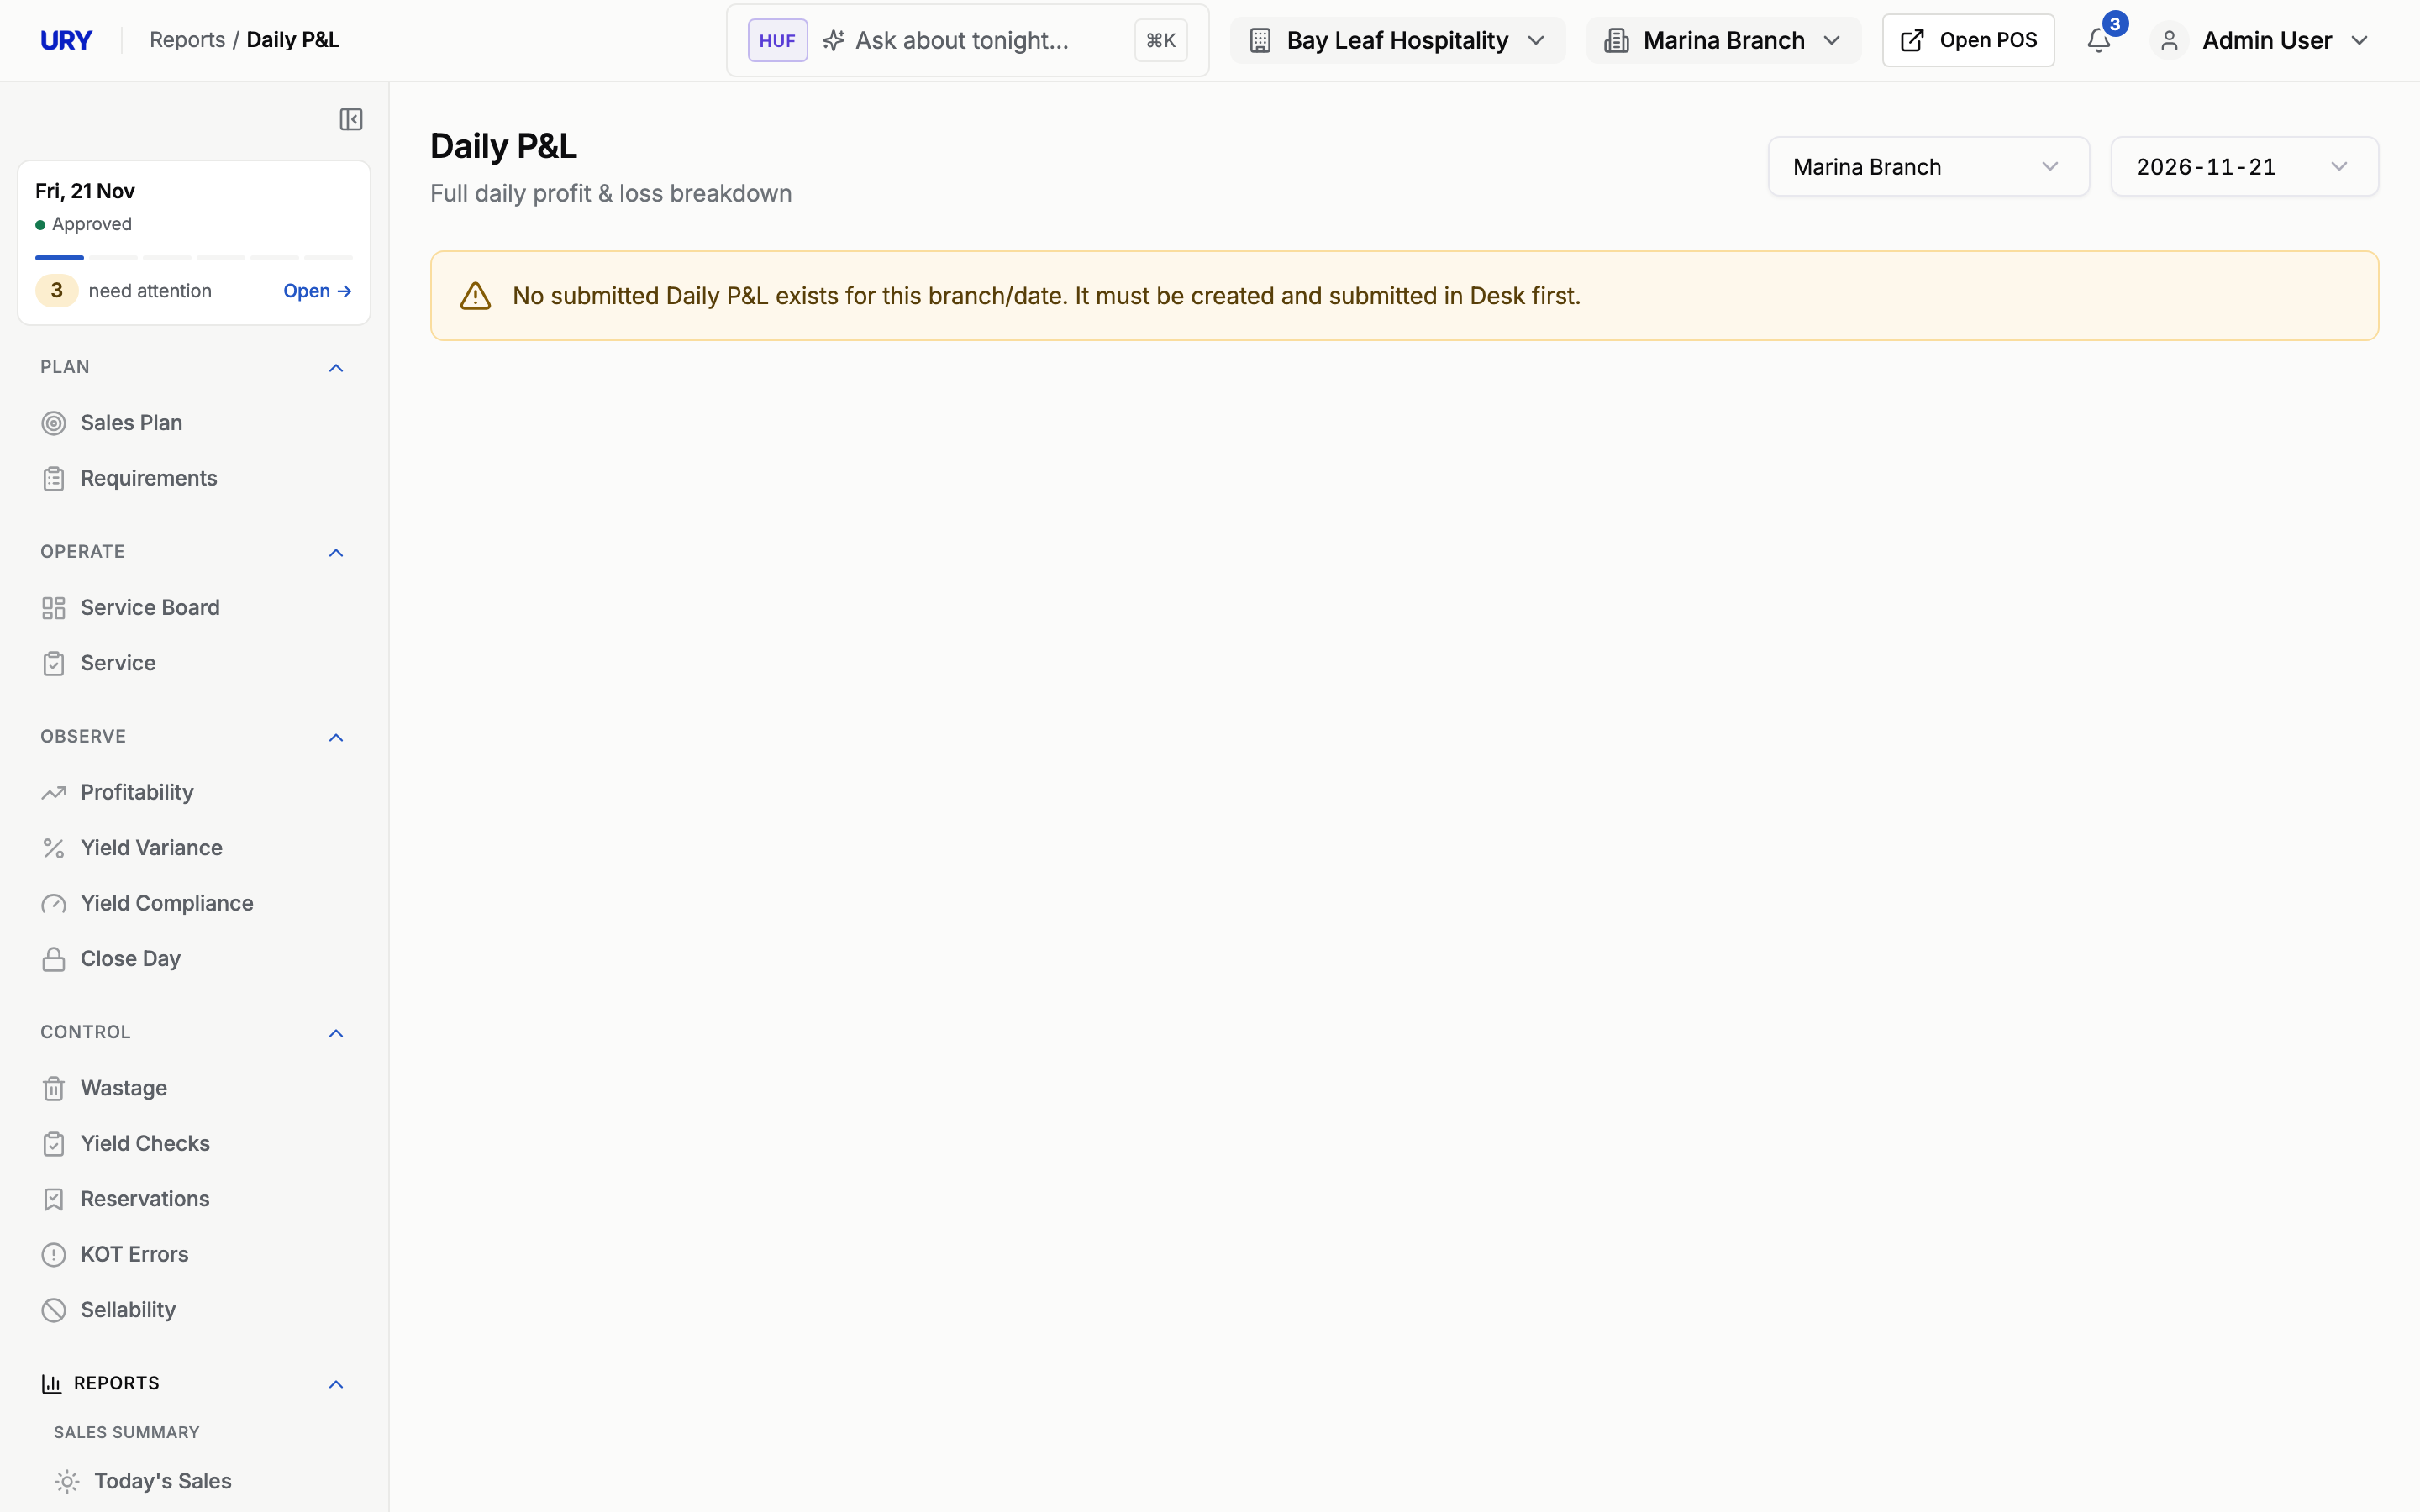 URY
Reports / Daily P&L
HUF
Ask about tonight...
⌘K
Bay Leaf Hospitality
Marina Branch
Open POS
3
Admin User
Fri, 21 Nov
Approved
3 need attention
Open →
PLAN
Sales Plan
Requirements
OPERATE
Service Board
Service
OBSERVE
Profitability
Yield Variance
Yield Compliance
Close Day
CONTROL
Wastage
Yield Checks
Reservations
KOT Errors
Sellability
REPORTS
SALES SUMMARY
Today's Sales
Daily P&L
Full daily profit & loss breakdown
Marina Branch
2026-11-21
No submitted Daily P&L exists for this branch/date. It must be created and submitted in Desk first.